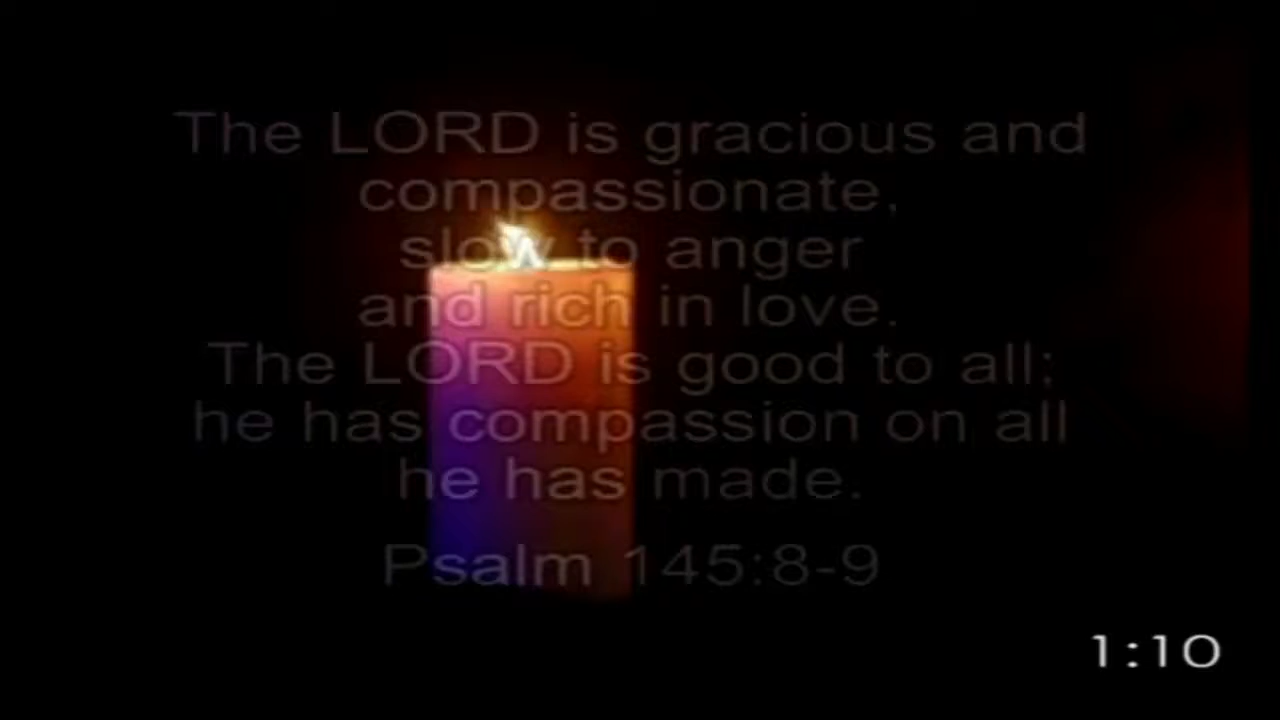 The LORD is gracious and
compassionate,
slow to anger
and rich in love.
The LORD is good to all;
he has compassion on all
he has made.
Psalm 145:8-9
1:10